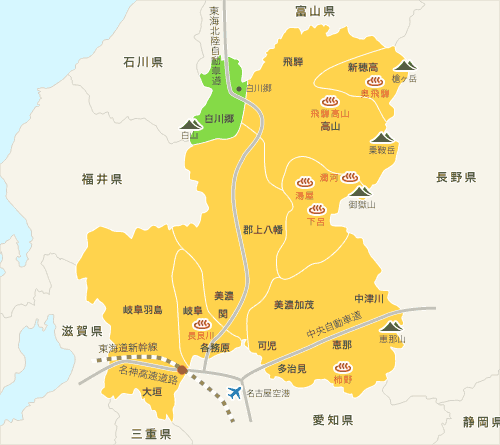 富山県
東海北陸自動車道
石川県
飛騨
新穂高
槍ヶ岳
奥飛騨
白川郷
飛騨高山
白川郷
高山
白山
乗鞍岳
福井県
長野県
濁河
湯屋
御嶽山
下呂
郡上八幡
美濃
中津川
岐阜羽島
岐阜
関
美濃加茂
中央自動車道
滋賀県
長良川
恵那山
東海道新幹線
各務原
可児
恵那
名神高速道路
多治見
柿野
大垣
名古屋空港
愛知県
静岡県
三重県